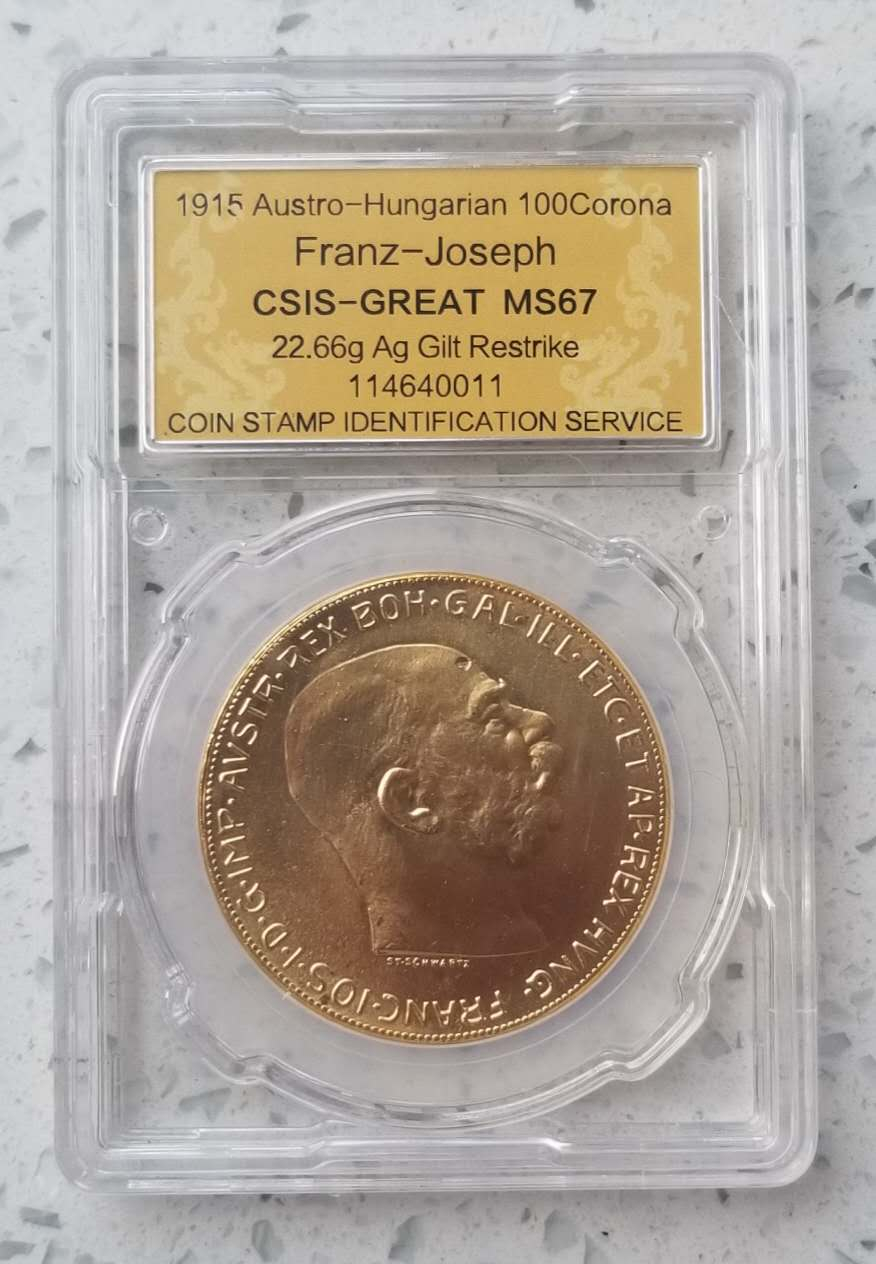 1915 Austro-Hungarian 100Corona
Franz-Joseph
CSIS-GREAT MS67
22.66g Ag Gilt Restrike
114640011
COIN STAMP IDENTIFICATION SERVICE
FRANC·IOS·I·D·G·IMP·AVSTR·REX BOH·GAL·ILL·ETC·ET AP·REX HVNG·
ST·SCHWARTZ